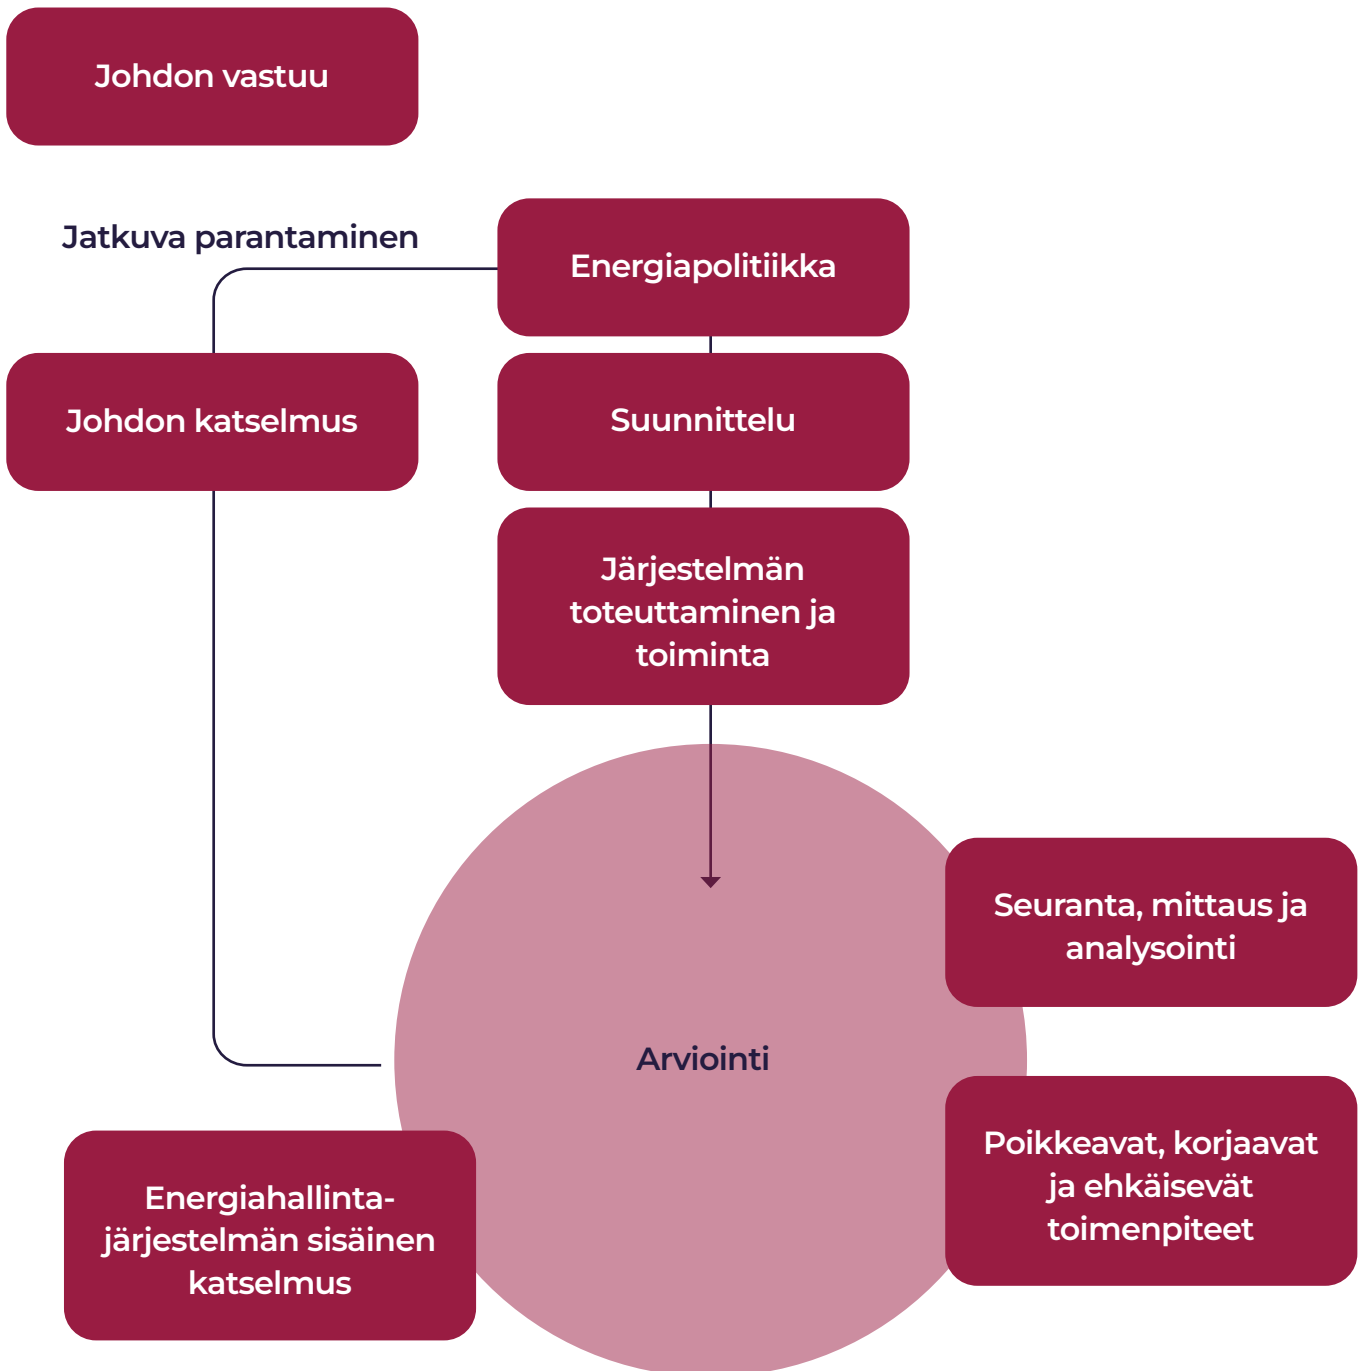 Johdon vastuu
Jatkuva parantaminen
Energiapolitiikka
Johdon katselmus
Suunnittelu
Järjestelmän
toteuttaminen ja
toiminta
Seuranta, mittaus ja
analysointi
Arviointi
Poikkeavat, korjaavat
ja ehkäisevät
toimenpiteet
Energiahallinta-
järjestelmän sisäinen
katselmus